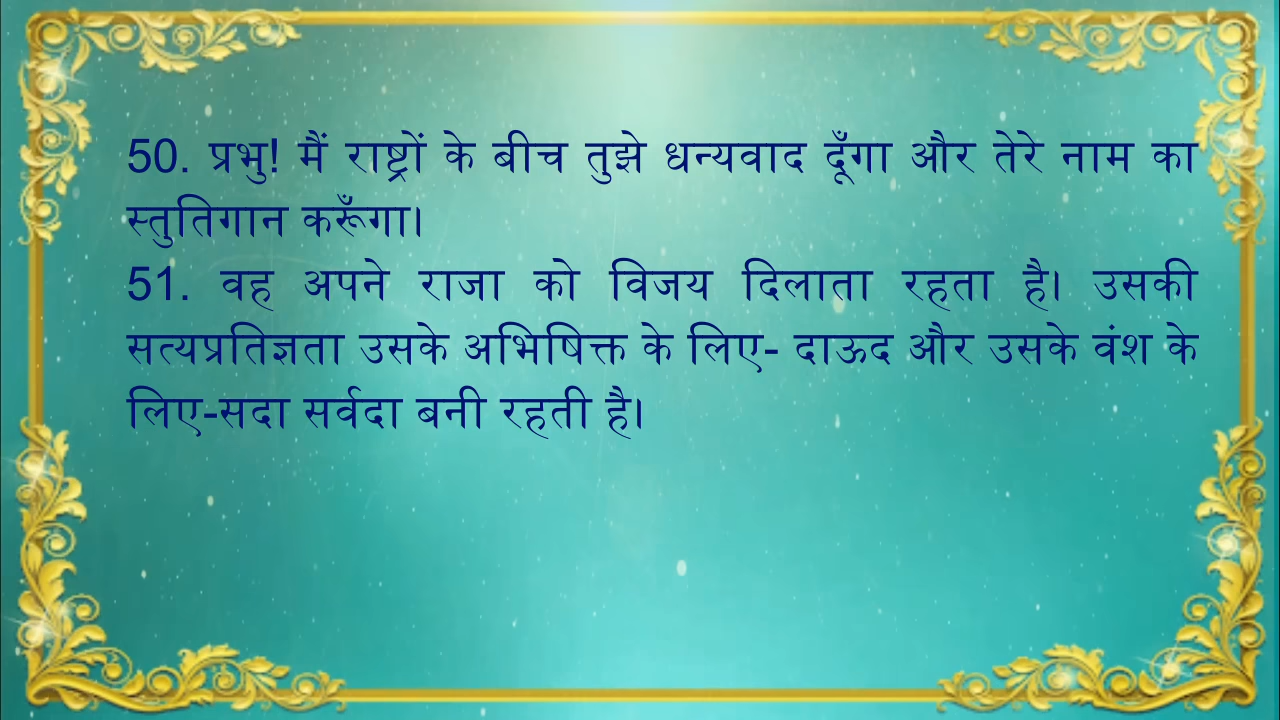 50. प्रभु! मैं राष्ट्रों के बीच तुझे धन्यवाद दूँगा और तेरे नाम का
स्तुतिगान करूँगा।
51. वह अपने राजा को विजय दिलाता रहता है। उसकी
सत्यप्रतिज्ञता उसके अभिषिक्त के लिए- दाऊद और उसके वंश के
लिए-सदा सर्वदा बनी रहती है।